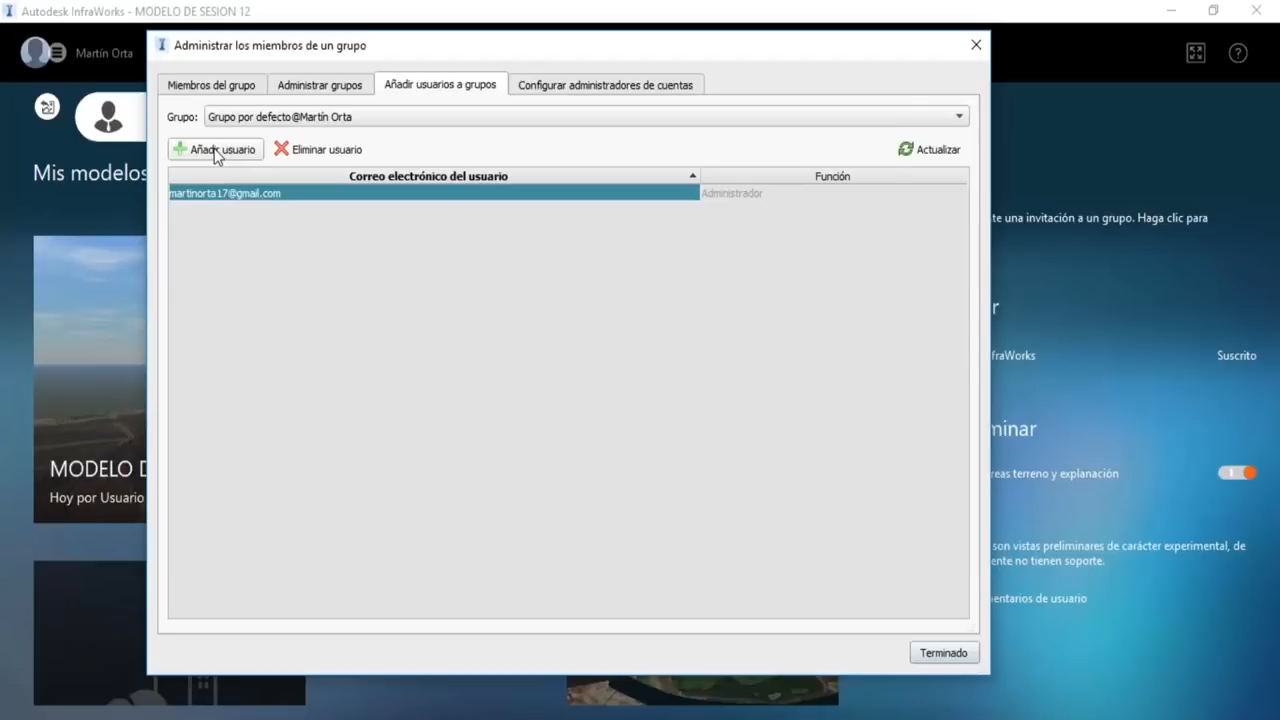 Autodesk InfraWorks - MODELO DE SESION 12
Martín Orta
Administrar los miembros de un grupo
Miembros del grupo
Administrar grupos
Añadir usuarios a grupos
Configurar administradores de cuentas
Grupo: Grupo por defecto@Martín Orta
Añadir usuario
Eliminar usuario
Actualizar
Correo electrónico del usuario
Función
martinorta17@gmail.com
Administrador
Terminado
Mis modelos
MODELO D
Hoy por Usuario
te una invitación a un grupo. Haga clic para
r
fraWorks
Suscrito
minar
reas terreno y explanación
son vistas preliminares de carácter experimental, de
ente no tienen soporte.
entarios de usuario